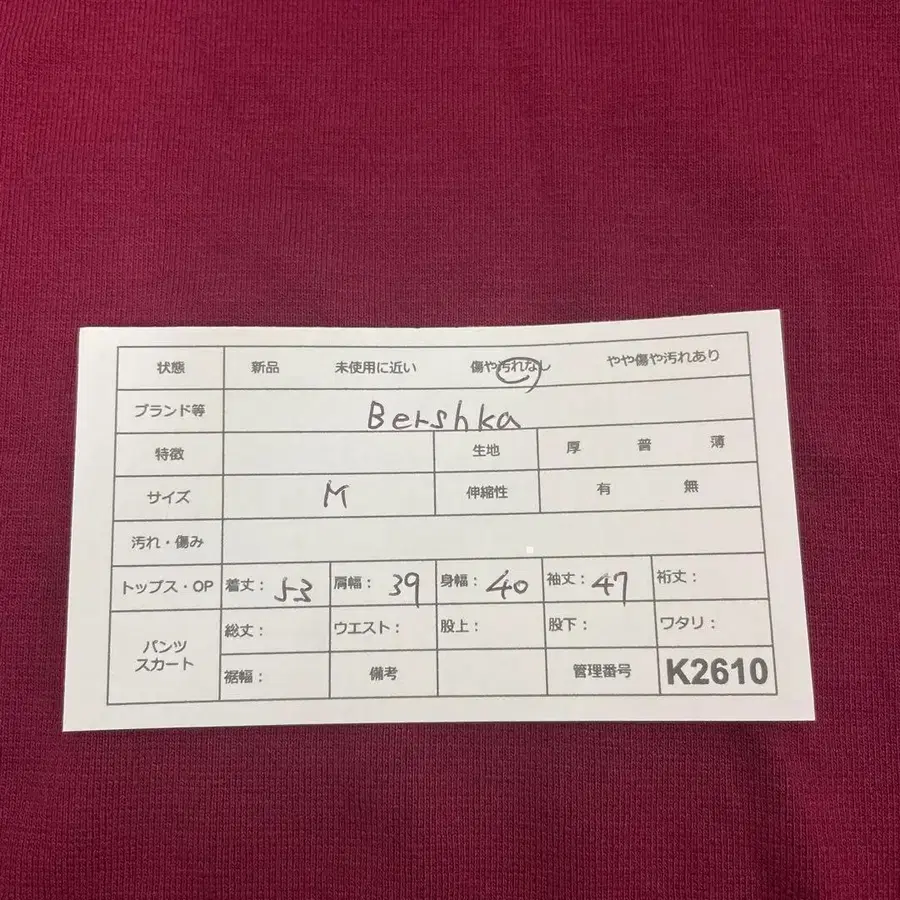 状態 新品 未使用に近い 傷や汚れなし やや傷や汚れあり
ブランド等 Bershka
特徴 生地 厚 普 薄
サイズ M 伸縮性 有 無
汚れ・傷み
トップス・OP 着丈: 53 肩幅: 39 身幅: 40 袖丈: 47 裄丈:
パンツ スカート 総丈: ウエスト: 股上: 股下: ワタリ:
裾幅: 備考 管理番号 K2610